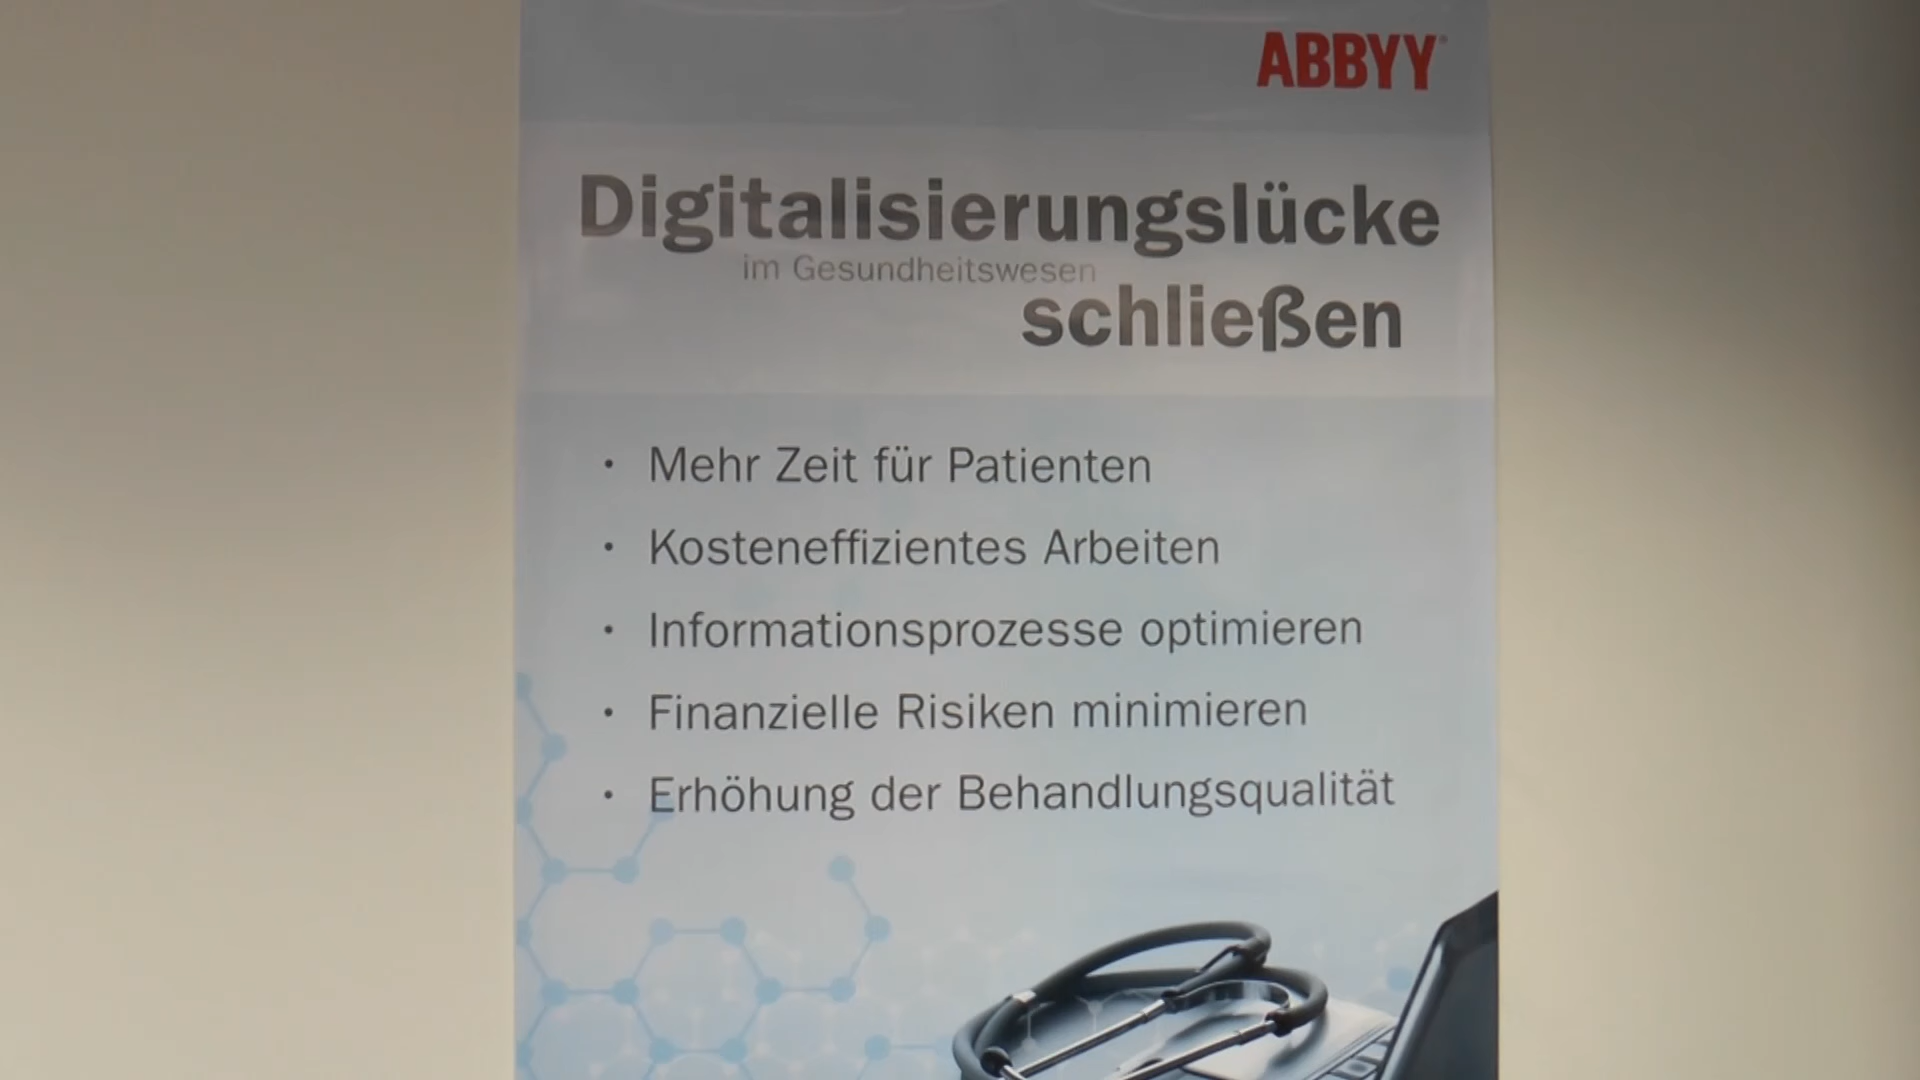 ABBYY®
Digitalisierungslücke
im Gesundheitswesen
schließen
• Mehr Zeit für Patienten
• Kosteneffizientes Arbeiten
• Informationsprozesse optimieren
• Finanzielle Risiken minimieren
• Erhöhung der Behandlungsqualität